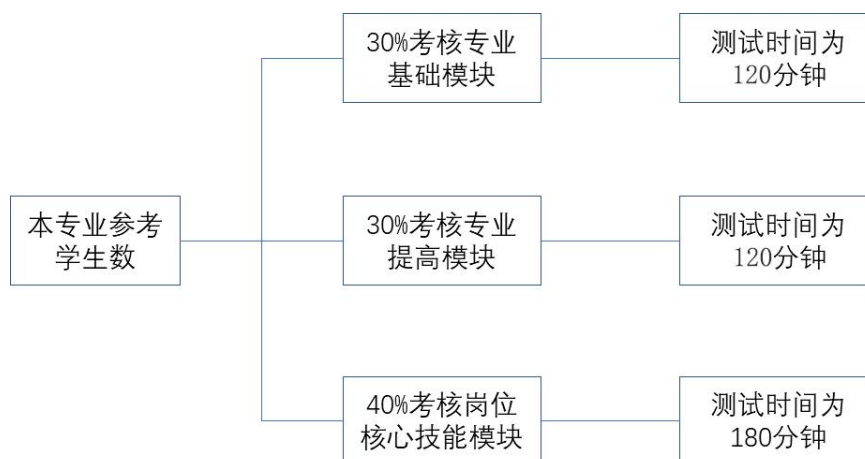 30%考核专业
基础模块
测试时间为
120分钟
本专业参考
学生数
30%考核专业
提高模块
测试时间为
120分钟
40%考核岗位
核心技能模块
测试时间为
180分钟